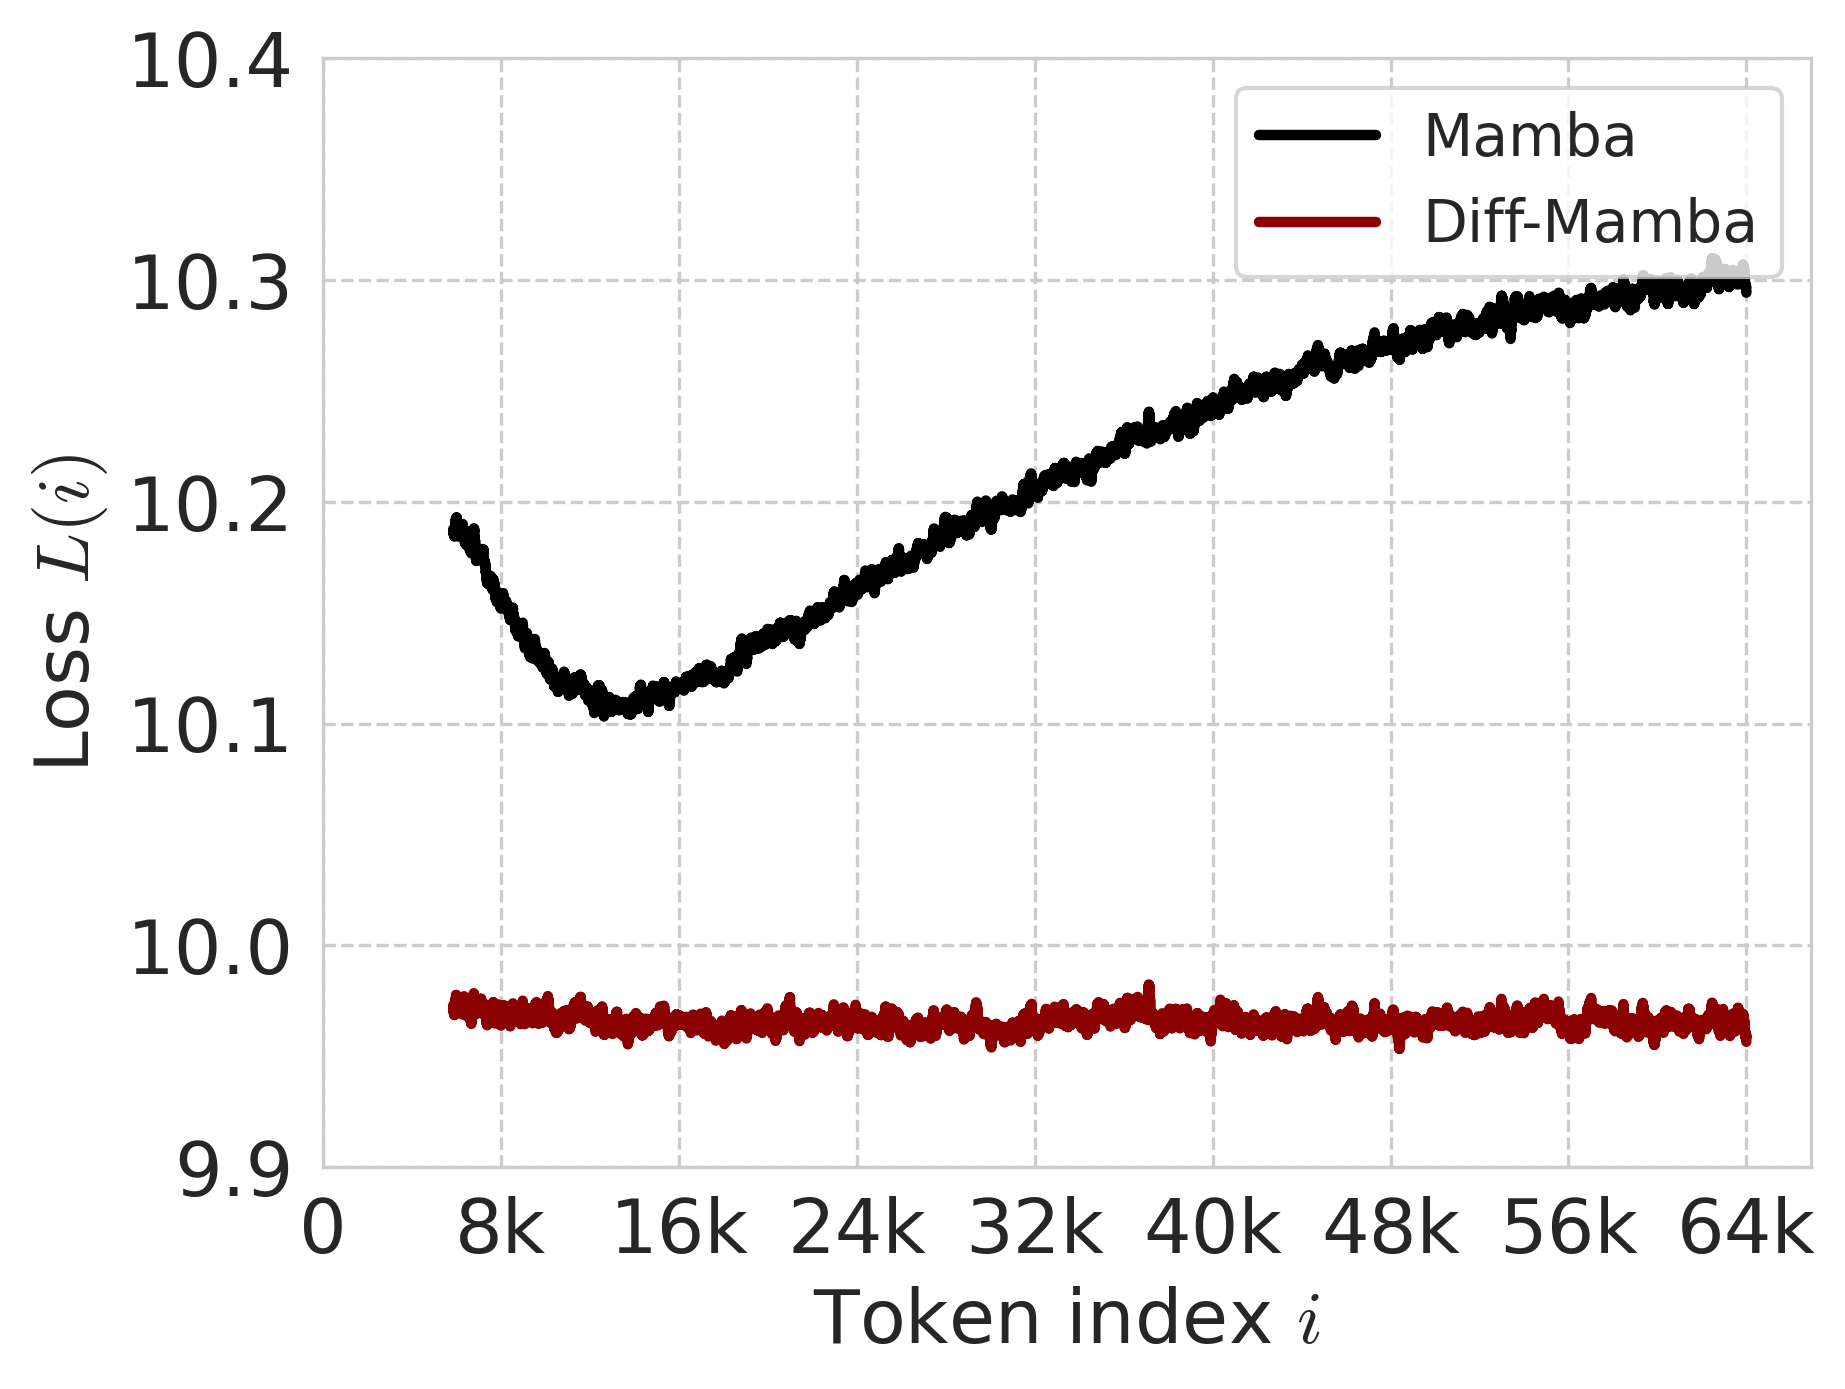 10.4
10.3
10.2
10.1
10.0
9.9
Loss L(i)
Mamba
Diff-Mamba
0 8k 16k 24k 32k 40k 48k 56k 64k
Token index i